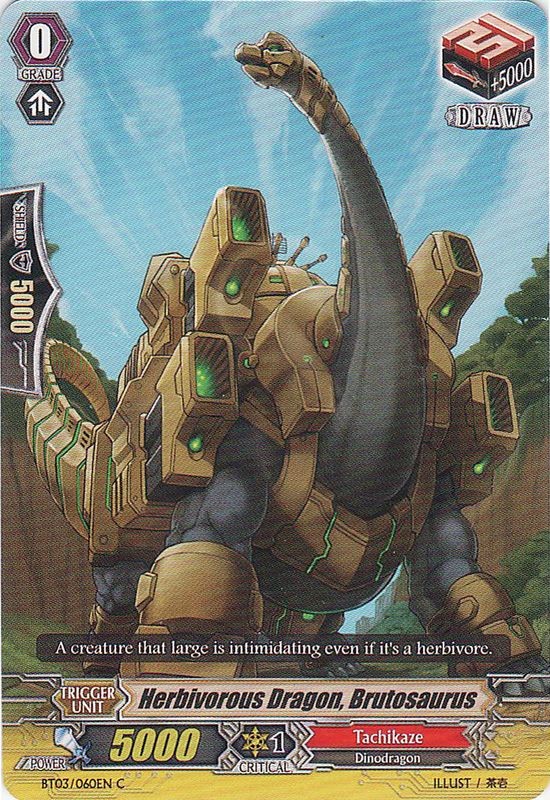 0
GRADE
+5000
DRAW
SHIELD
5000
A creature that large is intimidating even if it's a herbivore.
TRIGGER
UNIT
Herbivorous Dragon, Brutosaurus
POWER
5000
1
CRITICAL
Tachikaze
Dinodragon
BT03/060EN C
ILLUST / 茶壱